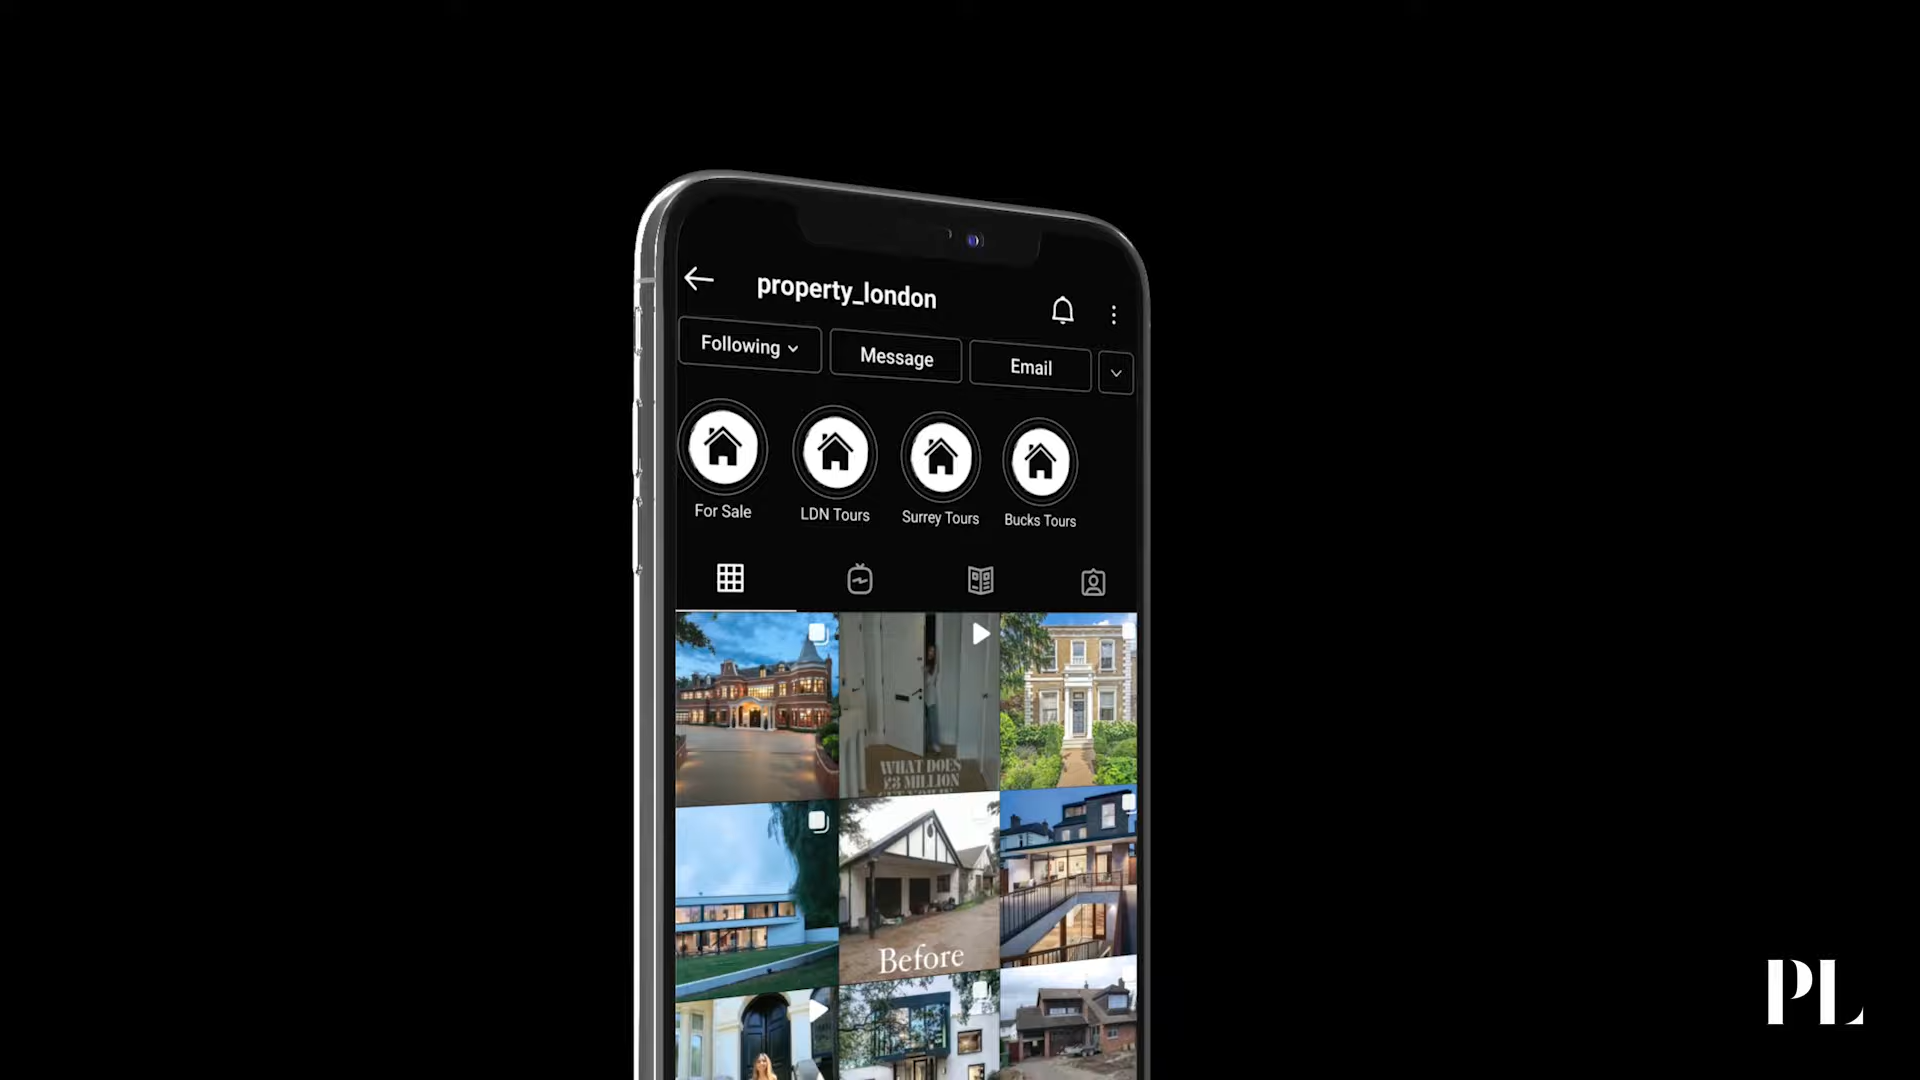 property_london
Following
Message
Email
For Sale
LDN Tours
Surrey Tours
Bucks Tours
WHAT DOES
£3 MILLION
Before
PL